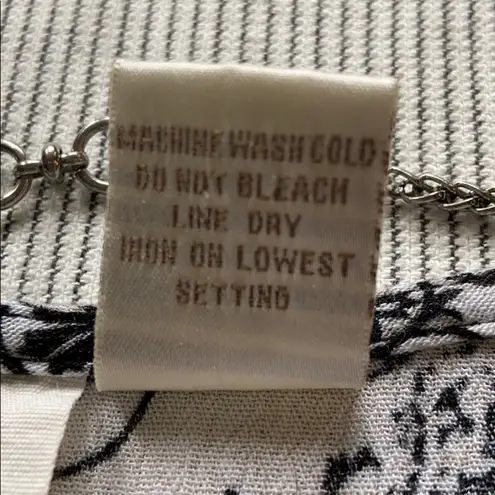 MACHINE WASH COLD
DO NOT BLEACH
LINE DRY
IRON ON LOWEST
SETTING